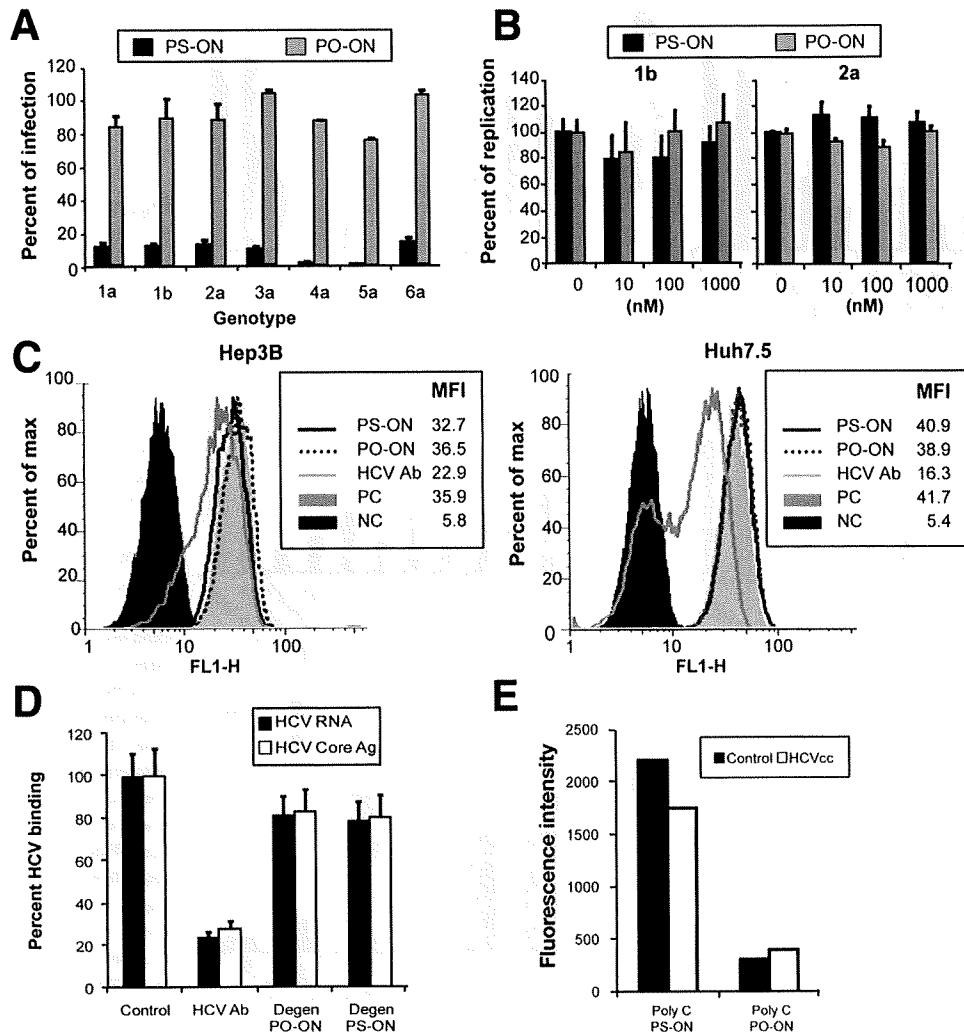 A
PS-ON PO-ON
Percent of infection
120
100
80
60
40
20
0
1a 1b 2a 3a 4a 5a 6a
Genotype
B
PS-ON PO-ON
1b 2a
Percent of replication
140
120
100
80
60
40
20
0
0 10 100 1000 0 10 100 1000
(nM) (nM)
C
Hep3B
Percent of max
100
80
60
40
20
0
1 10 100
FL1-H
MFI
PS-ON 32.7
PO-ON 36.5
HCV Ab 22.9
PC 35.9
NC 5.8
Huh7.5
Percent of max
100
80
60
40
20
0
1 10 100
FL1-H
MFI
PS-ON 40.9
PO-ON 38.9
HCV Ab 16.3
PC 41.7
NC 5.4
D
HCV RNA
HCV Core Ag
Percent HCV binding
120
100
80
60
40
20
0
Control HCV Ab Degen Degen
PO-ON PS-ON
E
Control HCVcc
Fluorescence intensity
2500
2000
1500
1000
500
0
Poly C Poly C
PS-ON PO-ON